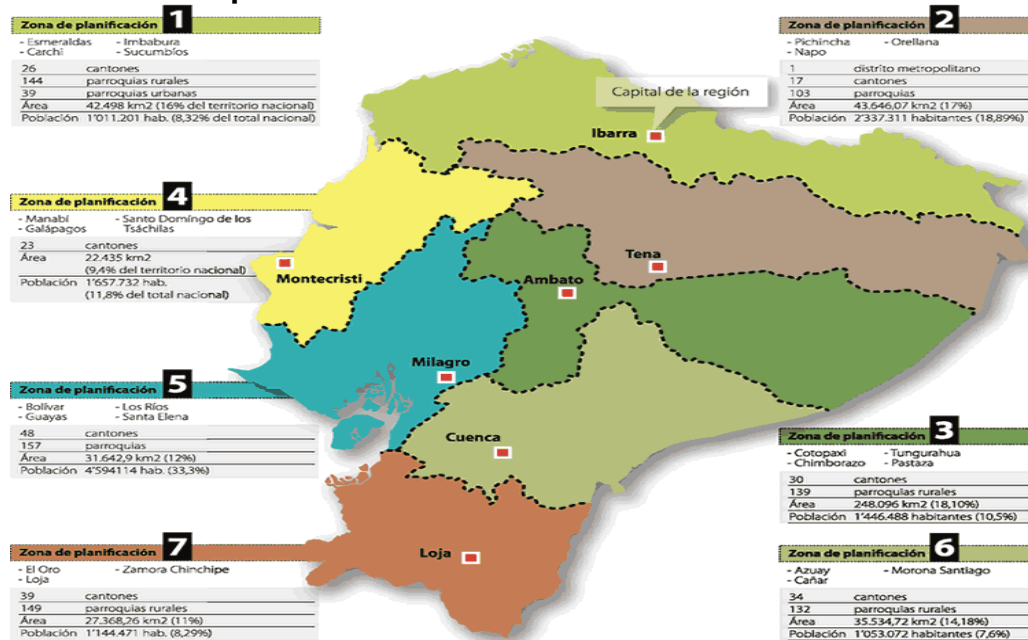 Zona de planificación 1
- Esmeraldas - Imbabura
- Carchi - Sucumbíos
26 cantones
144 parroquias rurales
39 parroquias urbanas
Área 42.498 km2 (16% del territorio nacional)
Población 1'011.201 hab. (8,32% del total nacional)
Zona de planificación 2
- Pichincha - Orellana
- Napo
1 distrito metropolitano
17 cantones
103 parroquias
Área 43.646,07 km2 (17%)
Población 2'337.311 habitantes (18,89%)
Capital de la región
Ibarra
Zona de planificación 4
- Manabí - Santo Domíngo de los
- Galápagos Tsáchilas
23 cantones
Área 22.435 km2
(9,4% del territorio nacional)
Población 1'657.732 hab.
(11,8% del total nacional)
Montecristi
Tena
Ambato
Milagro
Zona de planificación 5
- Bolívar - Los Ríos
- Guayas - Santa Elena
48 cantones
157 parroquias
Área 31.642,9 km2 (12%)
Población 4'594114 hab. (33,3%)
Cuenca
Zona de planificación 3
- Cotopaxi - Tungurahua
- Chimborazo - Pastaza
30 cantones
139 parroquias rurales
Área 248.096 km2 (18,10%)
Población 1'446.488 habitantes (10,5%)
Zona de planificación 7
- El Oro - Zamora Chinchipe
- Loja
39 cantones
149 parroquias rurales
Área 27.368,26 km2 (11%)
Población 1'144.471 hab. (8,29%)
Loja
Zona de planificación 6
- Azuay - Morona Santiago
- Cañar
34 cantones
132 parroquias rurales
Área 35.534,72 km2 (14,18%)
Población 1'053.072 habitantes (7,6%)